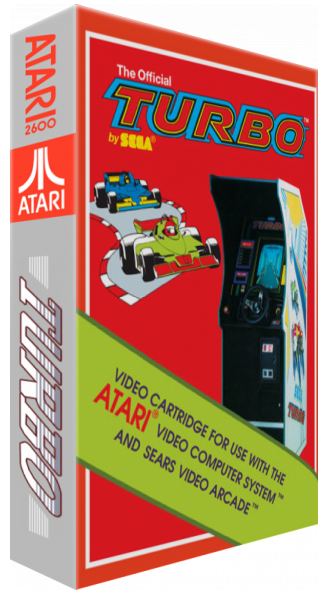 ATARI
2600
ATARI
TURBO
The Official
TURBO™
by SEGA®
TURBO
VIDEO CARTRIDGE FOR USE WITH THE
ATARI® VIDEO COMPUTER SYSTEM™
AND SEARS VIDEO ARCADE™
TURBO